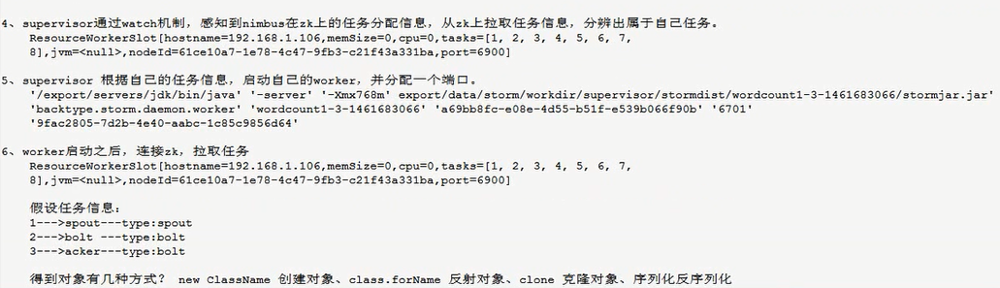 4、supervisor通过watch机制，感知到nimbus在zk上的任务分配信息，从zk上拉取任务信息，分辨出属于自己任务。
ResourceWorkerSlot[hostname=192.168.1.106,memSize=0,cpu=0,tasks=[1, 2, 3, 4, 5, 6, 7,
8],jvm=<null>,nodeId=61ce10a7-1e78-4c47-9fb3-c21f43a331ba,port=6900]
5、supervisor 根据自己的任务信息，启动自己的worker，并分配一个端口。
'/export/servers/jdk/bin/java' '-server' '-Xmx768m' export/data/storm/workdir/supervisor/stormdist/wordcount1-3-1461683066/stormjar.jar'
'backtype.storm.daemon.worker' 'wordcount1-3-1461683066' 'a69bb8fc-e08e-4d55-b51f-e539b066f90b' '6701'
'9fac2805-7d2b-4e40-aabc-1c85c9856d64'
6、worker启动之后，连接zk，拉取任务
ResourceWorkerSlot[hostname=192.168.1.106,memSize=0,cpu=0,tasks=[1, 2, 3, 4, 5, 6, 7,
8],jvm=<null>,nodeId=61ce10a7-1e78-4c47-9fb3-c21f43a331ba,port=6900]
假设任务信息：
1--->spout---type:spout
2--->bolt ---type:bolt
3--->acker---type:bolt
得到对象有几种方式？ new ClassName 创建对象、class.forName 反射对象、clone 克隆对象、序列化反序列化